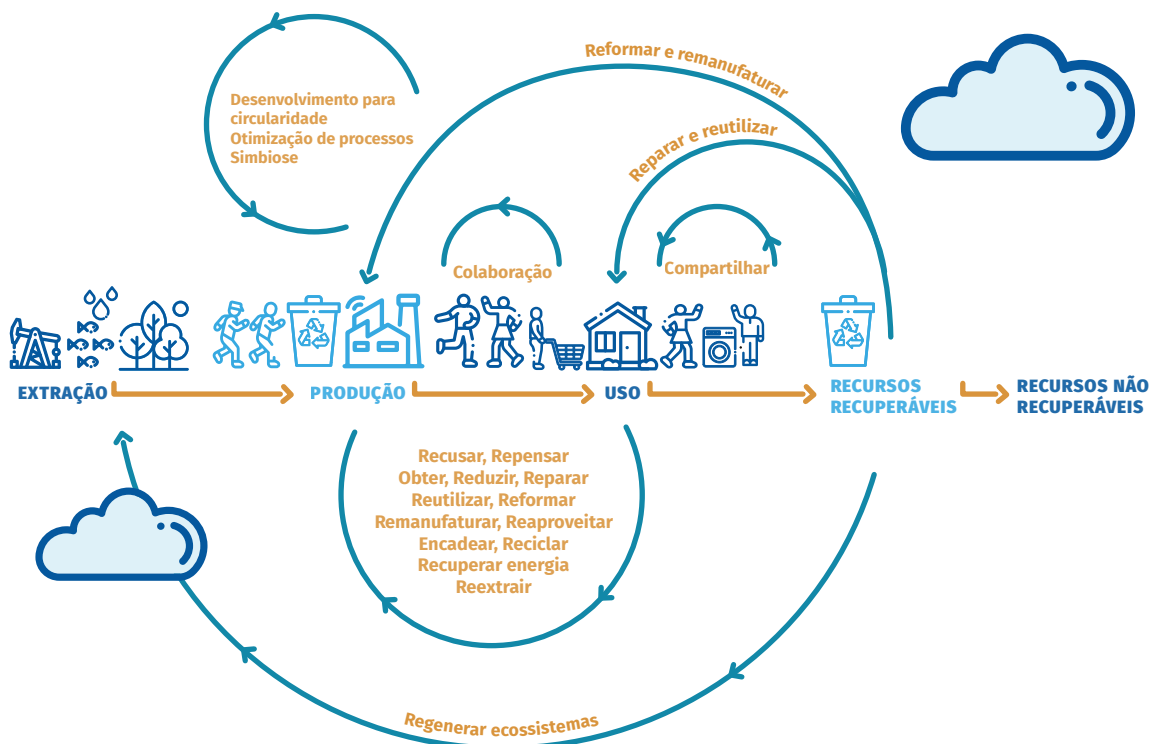 Reformar e remanufaturar
Desenvolvimento para
circularidade
Otimização de processos
Simbiose
Reparar e reutilizar
Colaboração
Compartilhar
EXTRAÇÃO
PRODUÇÃO
USO
RECURSOS
RECUPERÁVEIS
RECURSOS NÃO
RECUPERÁVEIS
Recusar, Repensar
Obter, Reduzir, Reparar
Reutilizar, Reformar
Remanufaturar, Reaproveitar
Encadear, Reciclar
Recuperar energia
Reextrair
Regenerar ecossistemas